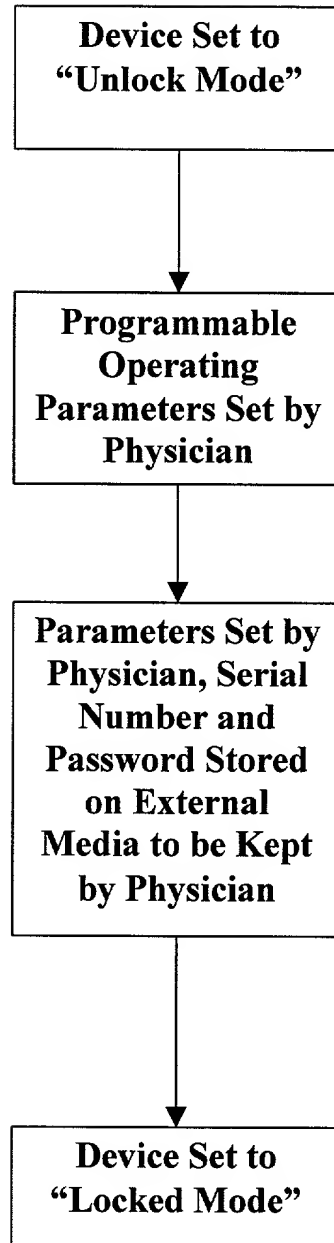 Device Set to
“Unlock Mode”
Programmable
Operating
Parameters Set by
Physician
Parameters Set by
Physician, Serial
Number and
Password Stored
on External
Media to be Kept
by Physician
Device Set to
“Locked Mode”